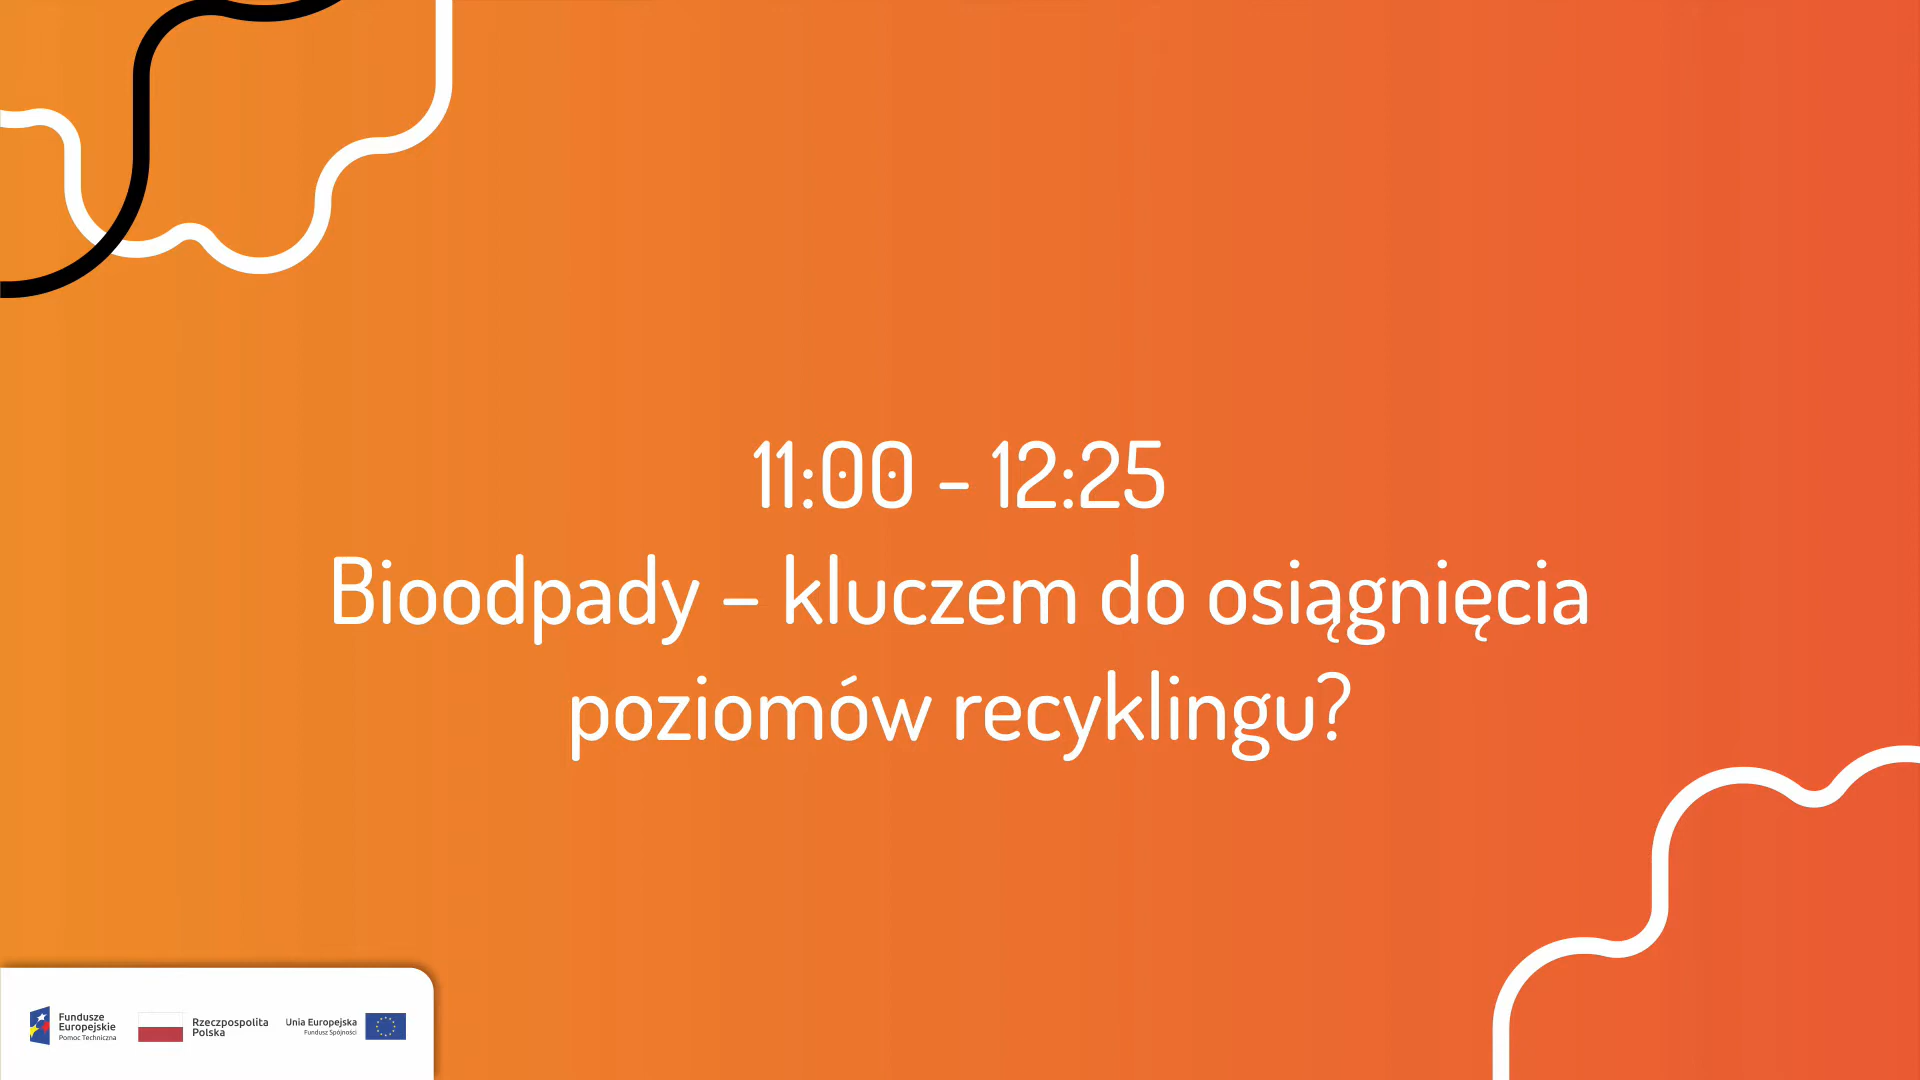 11:00 - 12:25
Bioodpady – kluczem do osiągnięcia
poziomów recyklingu?
Fundusze
Europejskie
Pomoc Techniczna
Rzeczpospolita
Polska
Unia Europejska
Fundusz Spójności